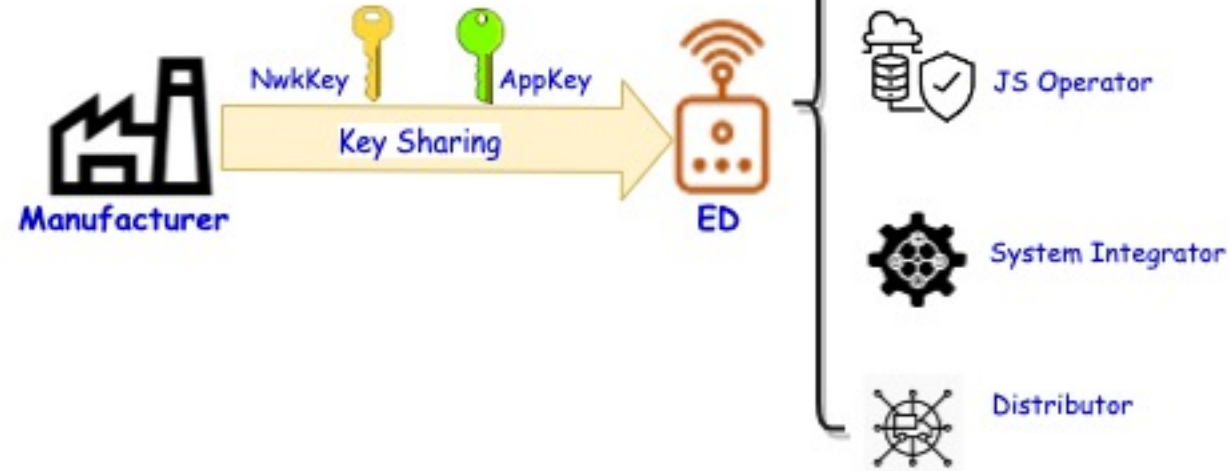 NwkKey
AppKey
JS Operator
Key Sharing
Manufacturer
ED
System Integrator
Distributor